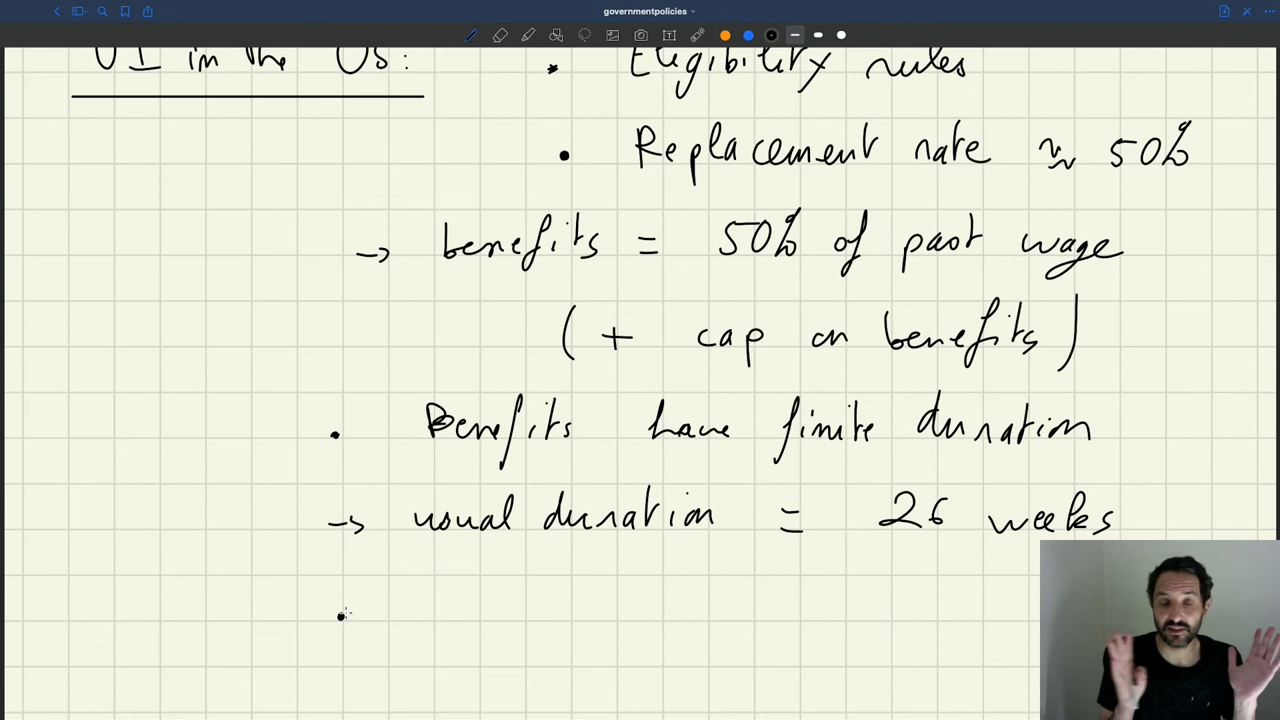 governmentpolicies
UI in the US:
• Eligibility rules
• Replacement rate ≈ 50%
→ benefits = 50% of past wage
(+ cap on benefits)
• Benefits have finite duration
→ usual duration = 26 weeks
•